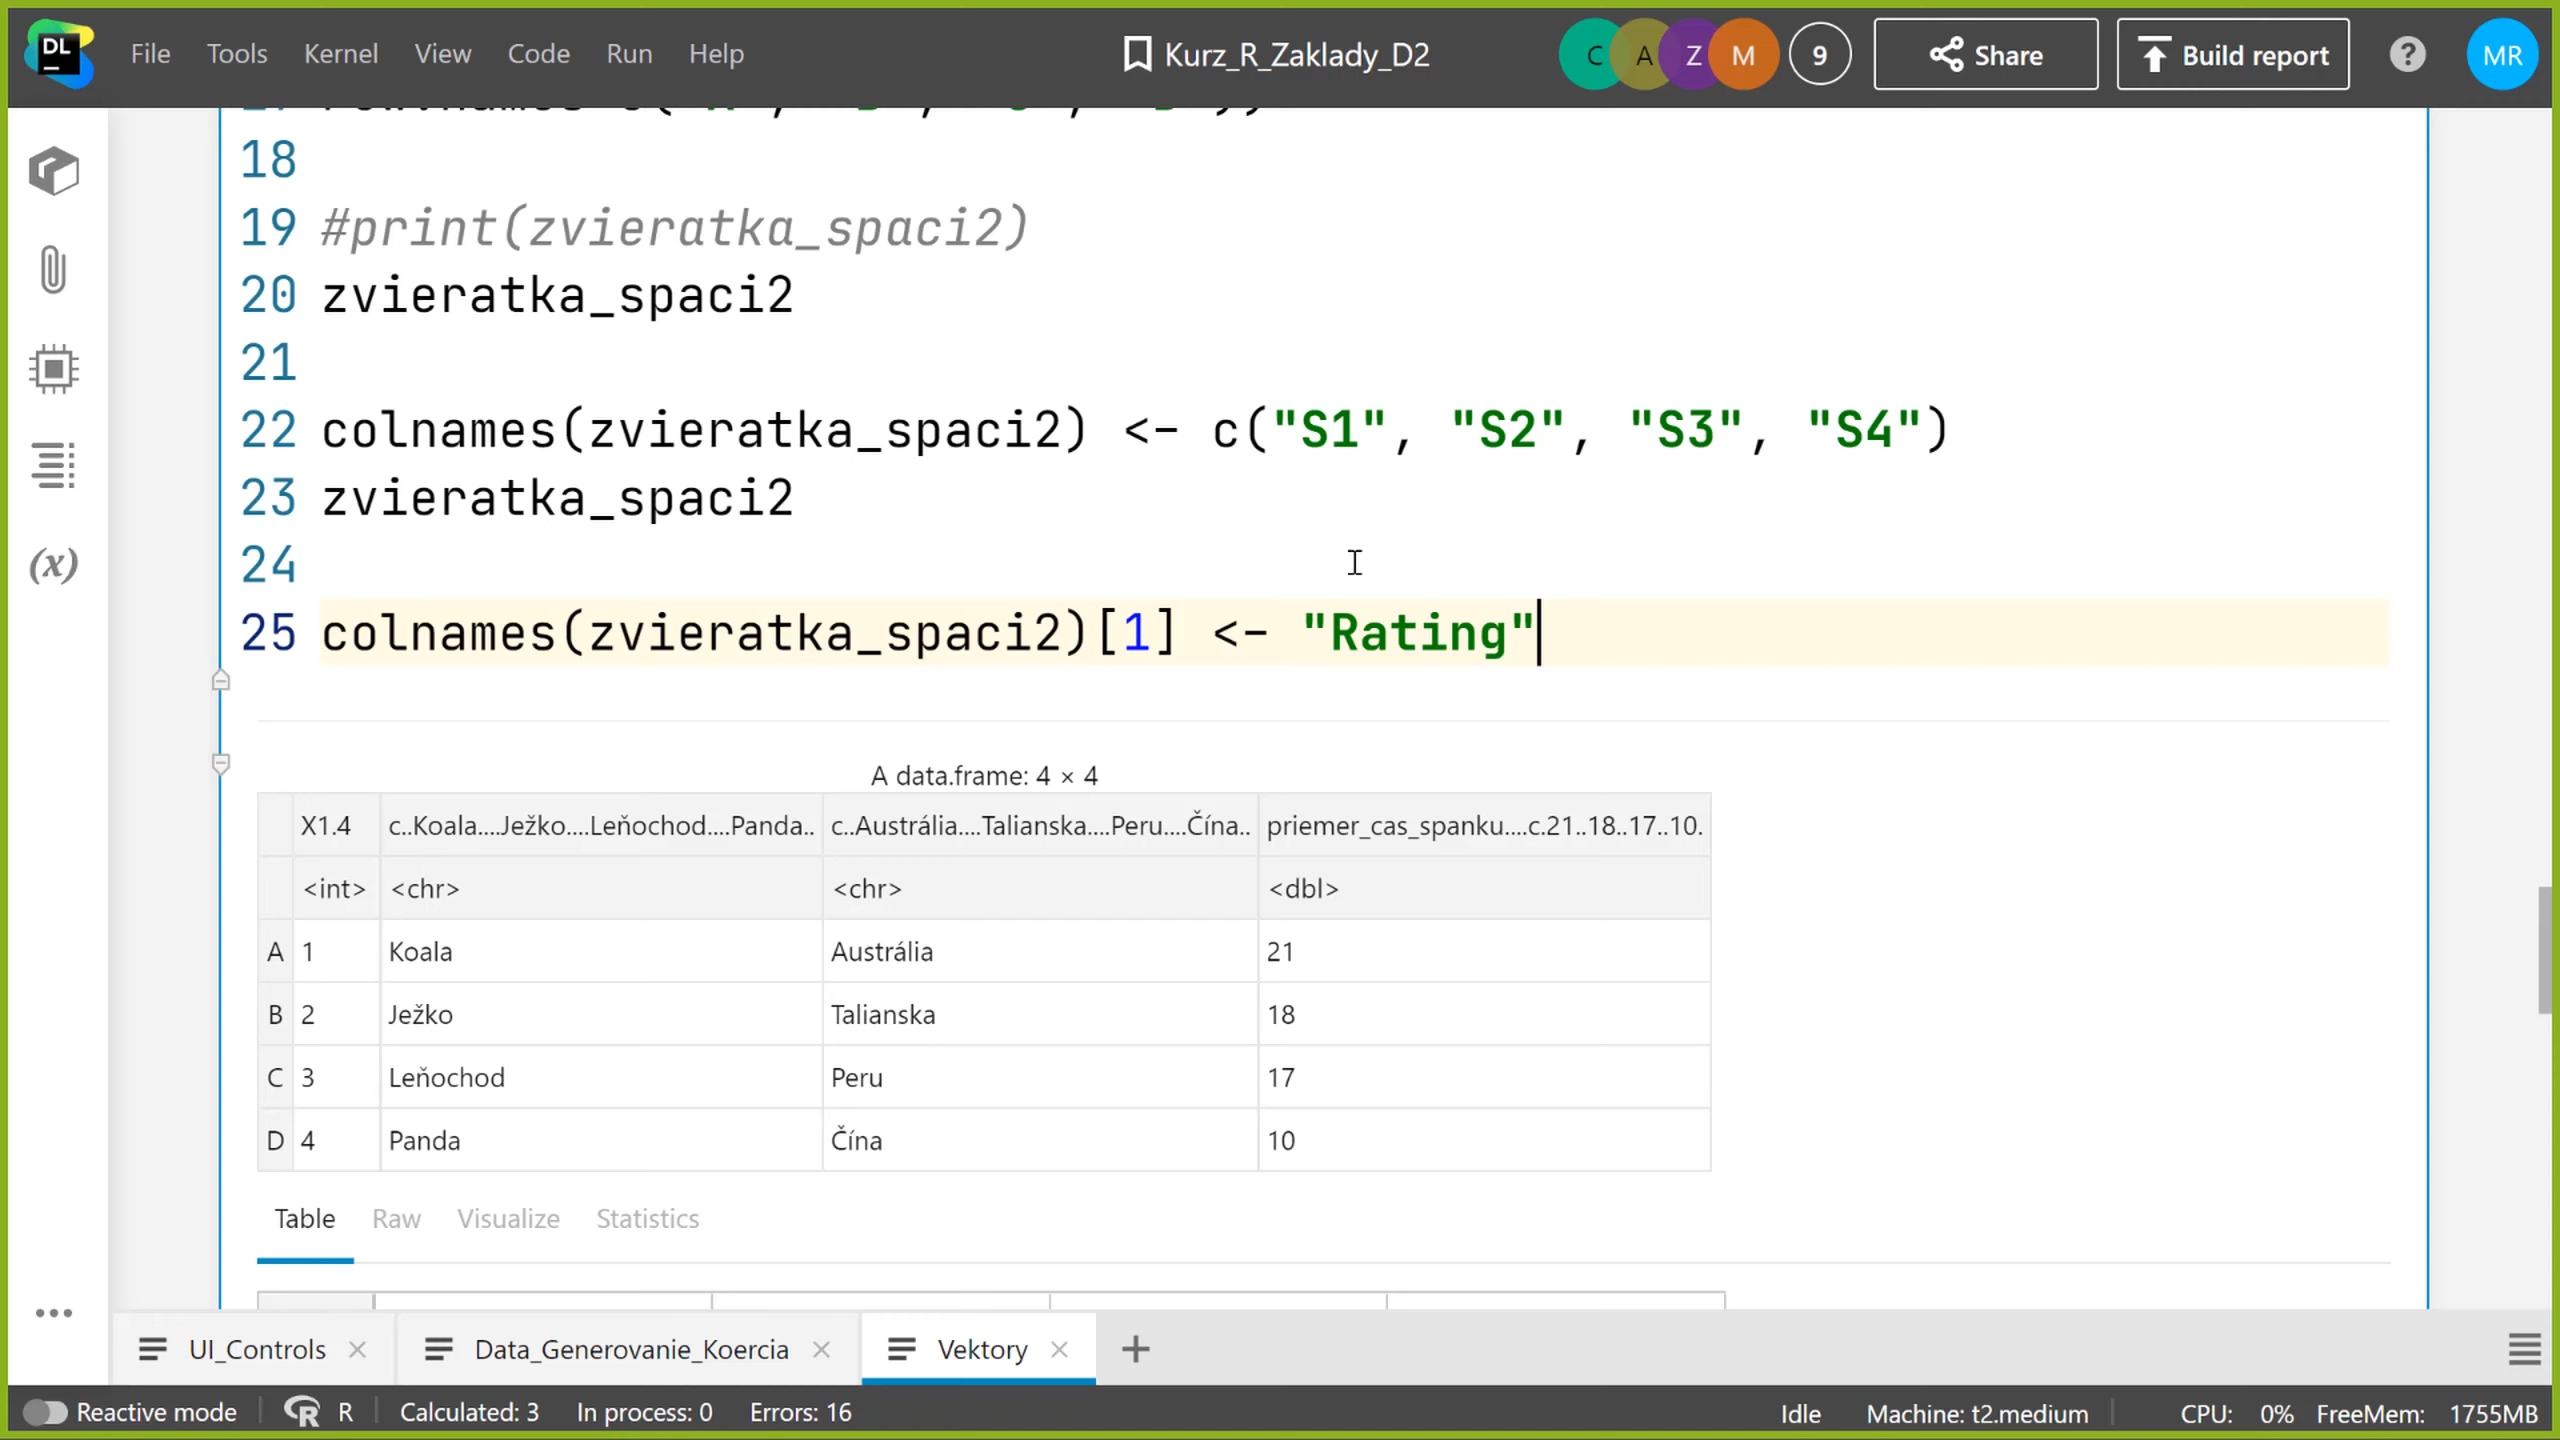 DL
File Tools Kernel View Code Run Help
Kurz_R_Zaklady_D2
C A Z M 9 Share Build report ? MR
18
19 #print(zvieratka_spaci2)
20 zvieratka_spaci2
21
22 colnames(zvieratka_spaci2) <- c("S1", "S2", "S3", "S4")
23 zvieratka_spaci2
24
25 colnames(zvieratka_spaci2)[1] <- "Rating"
(x)
A data.frame: 4 × 4
X1.4 c..Koala....Ježko....Leňochod....Panda.. c..Austrália....Talianska....Peru....Čína.. priemer_cas_spanku....c.21..18..17..10.
<int> <chr> <chr> <dbl>
A 1 Koala Austrália 21
B 2 Ježko Talianska 18
C 3 Leňochod Peru 17
D 4 Panda Čína 10
Table Raw Visualize Statistics
UI_Controls Data_Generovanie_Koercia Vektory
Reactive mode R Calculated: 3 In process: 0 Errors: 16 Idle Machine: t2.medium CPU: 0% FreeMem: 1755MB